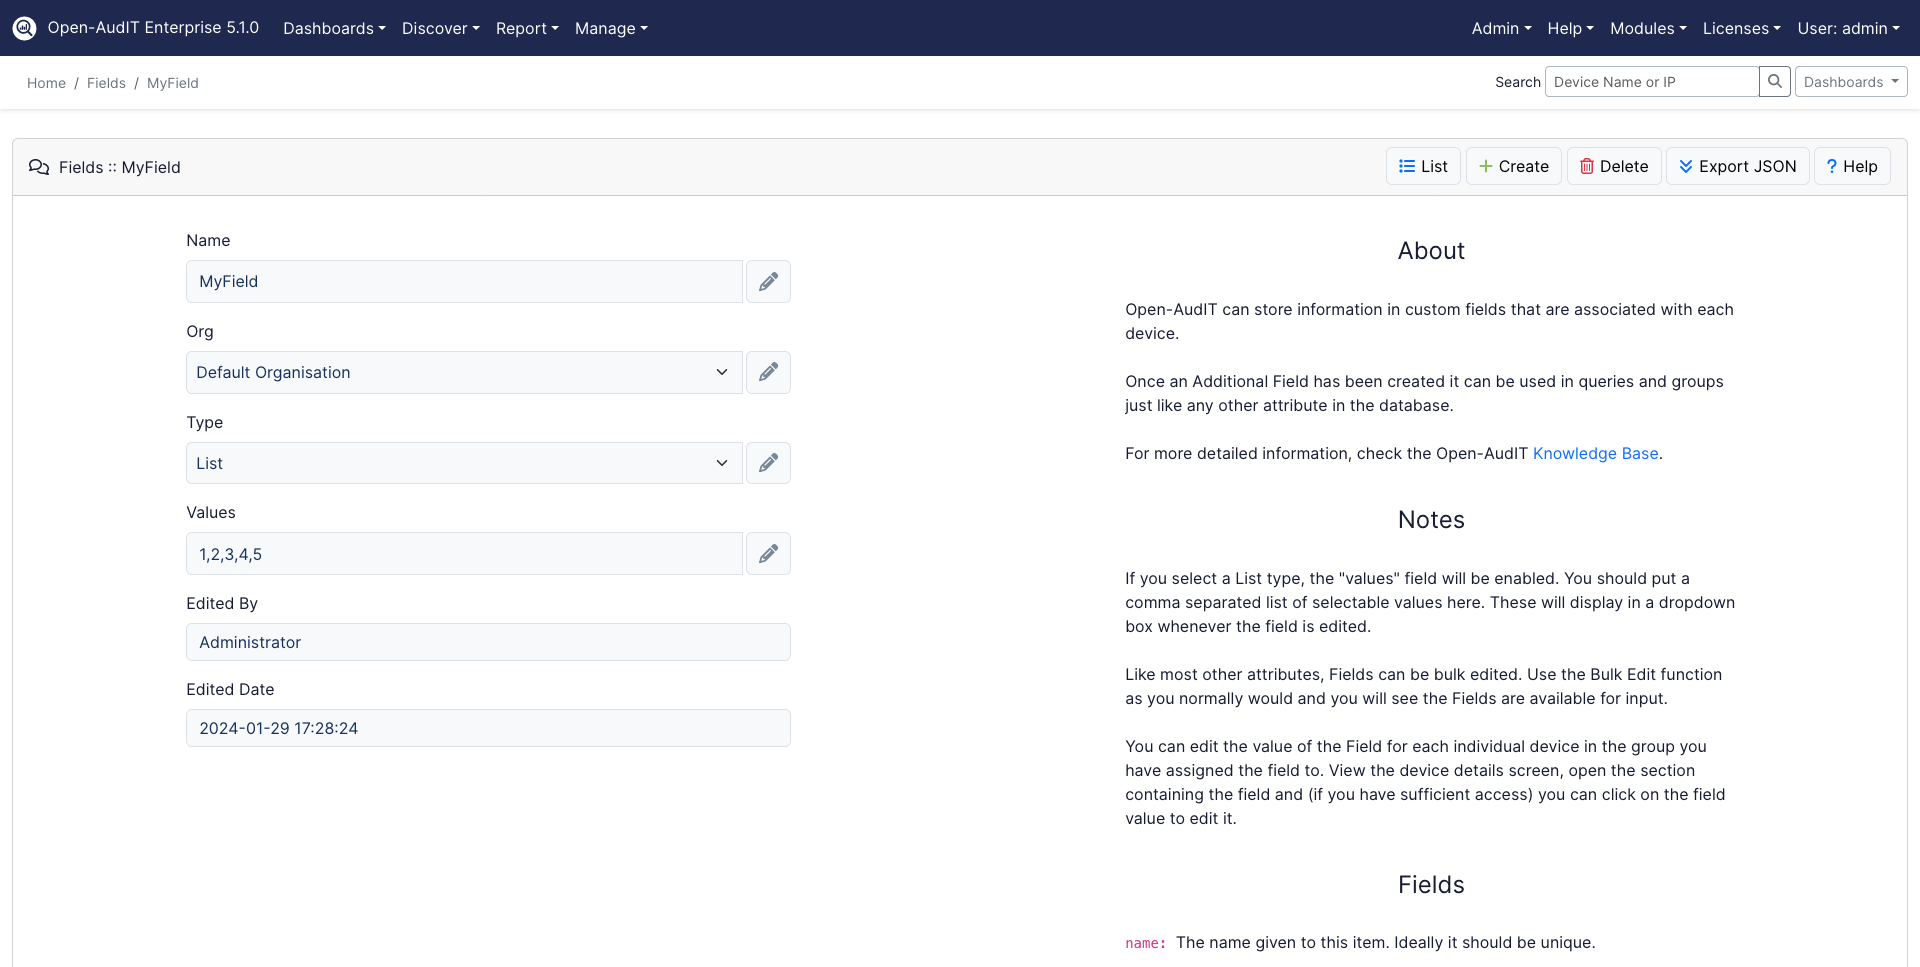 Open-AudIT Enterprise 5.1.0 Dashboards Discover Report Manage Admin Help Modules Licenses User: admin
Home / Fields / MyField Search Device Name or IP Dashboards
Fields :: MyField List Create Delete Export JSON ? Help
Name
MyField
Org
Default Organisation
Type
List
Values
1,2,3,4,5
Edited By
Administrator
Edited Date
2024-01-29 17:28:24
About
Open-AudIT can store information in custom fields that are associated with each
device.
Once an Additional Field has been created it can be used in queries and groups
just like any other attribute in the database.
For more detailed information, check the Open-AudIT Knowledge Base.
Notes
If you select a List type, the "values" field will be enabled. You should put a
comma separated list of selectable values here. These will display in a dropdown
box whenever the field is edited.
Like most other attributes, Fields can be bulk edited. Use the Bulk Edit function
as you normally would and you will see the Fields are available for input.
You can edit the value of the Field for each individual device in the group you
have assigned the field to. View the device details screen, open the section
containing the field and (if you have sufficient access) you can click on the field
value to edit it.
Fields
name: The name given to this item. Ideally it should be unique.